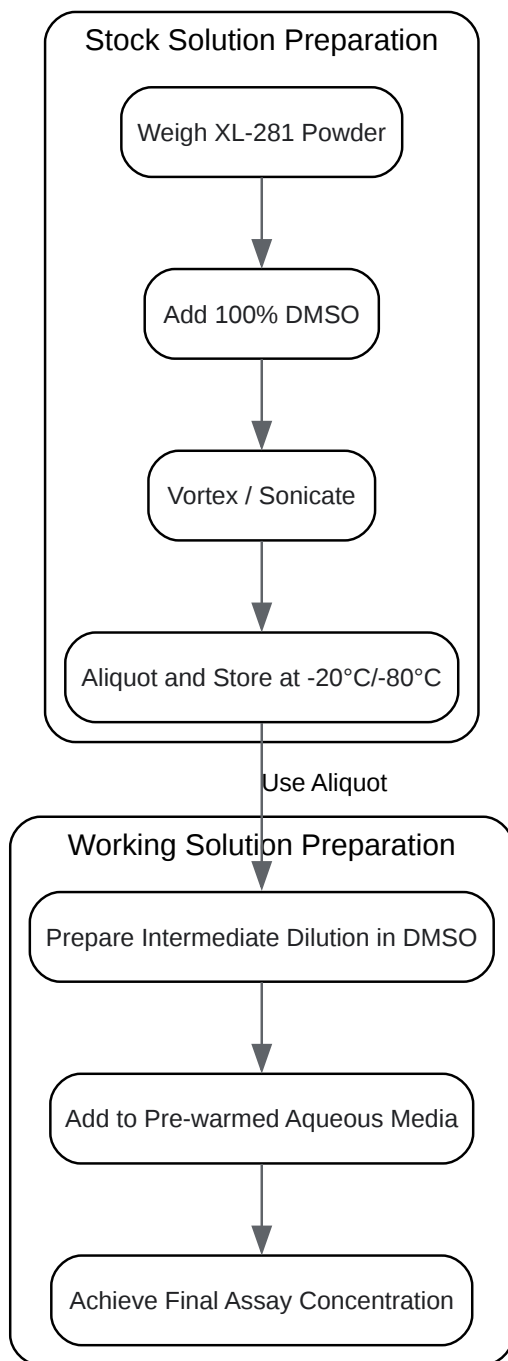 Stock Solution Preparation
Weigh XL-281 Powder
Add 100% DMSO
Vortex / Sonicate
Aliquot and Store at -20°C/-80°C
Use Aliquot
Working Solution Preparation
Prepare Intermediate Dilution in DMSO
Add to Pre-warmed Aqueous Media
Achieve Final Assay Concentration